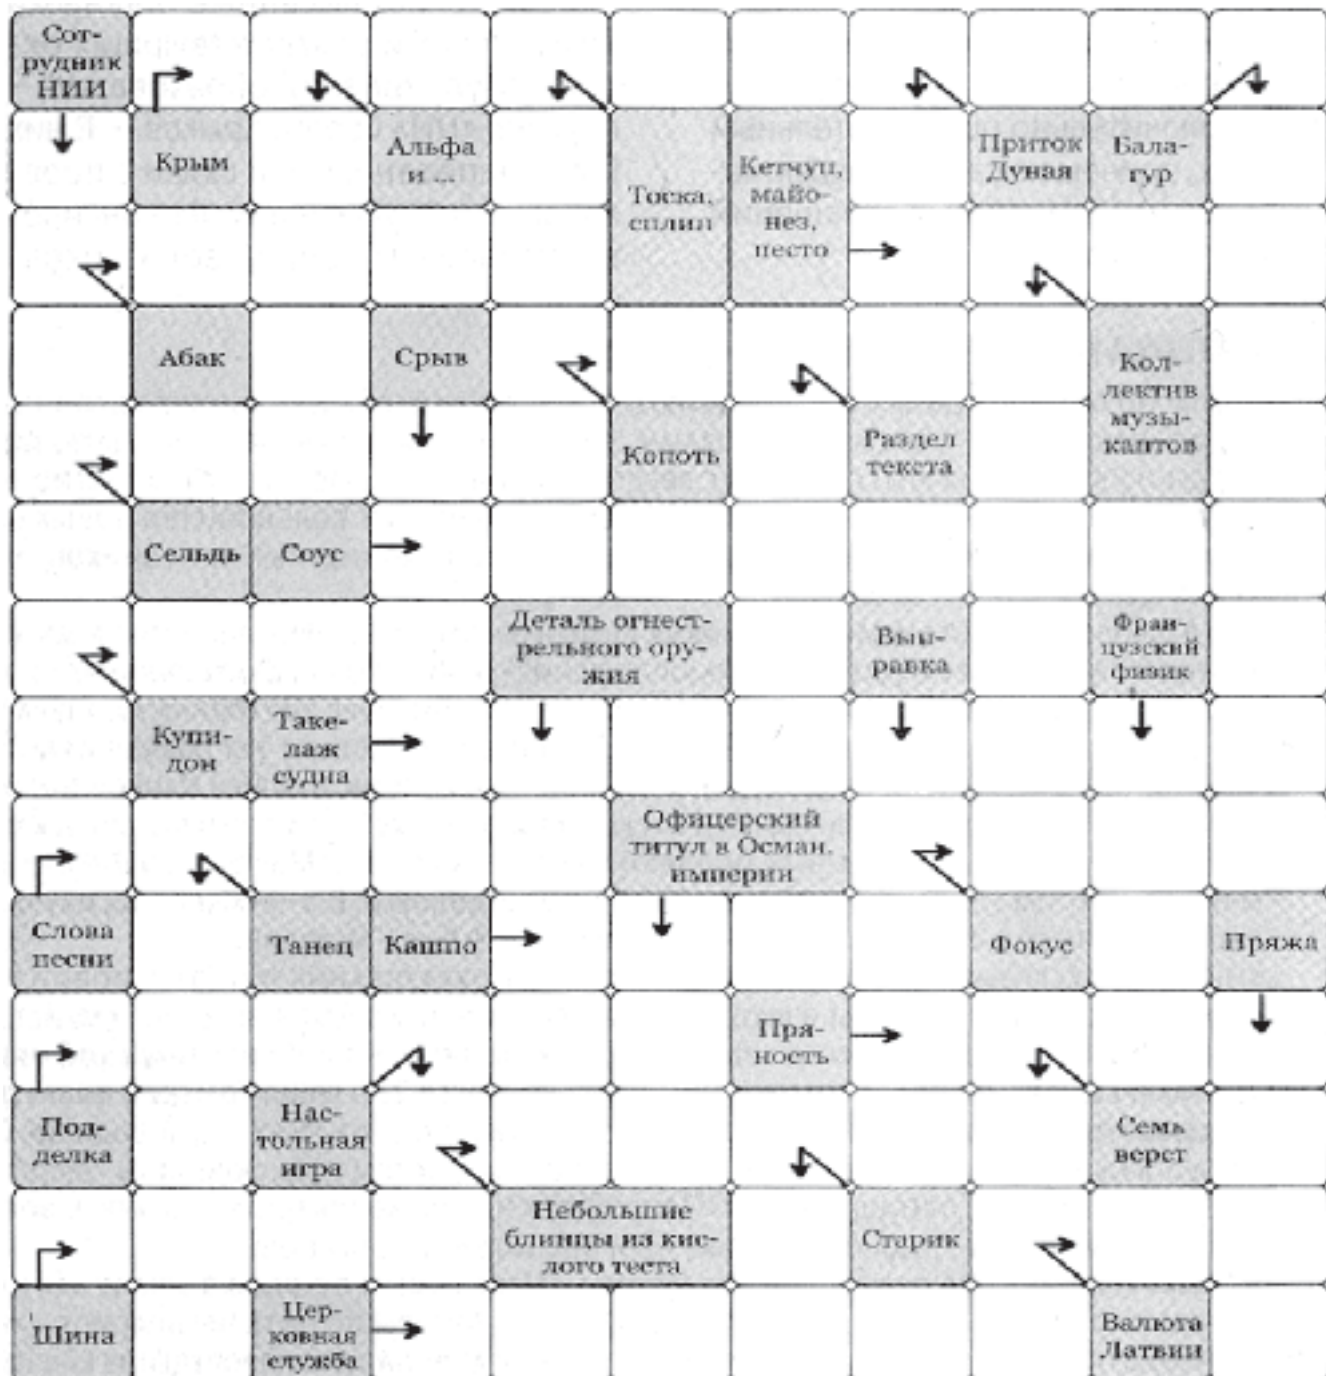 Сот-
рудник
НИИ
Крым
Альфа
и ...
Тоска,
сплин
Кетчуп,
майо-
нез,
песто
Приток
Дуная
Бала-
гур
Абак
Срыв
Кол-
лектив
музы-
кантов
Копоть
Раздел
текста
Сельдь
Соус
Деталь огнест-
рельного ору-
жия
Вып-
равка
Фран-
цузский
физик
Купи-
дон
Таке-
лаж
судна
Офицерский
титул в Осман.
империи
Слова
песни
Танец
Кашпо
Фокус
Пряжа
Пря-
ность
Под-
делка
Нас-
тольная
игра
Семь
верст
Небольшие
блинцы из кис-
лого теста
Старик
Шина
Цер-
ковная
служба
Валюта
Латвии